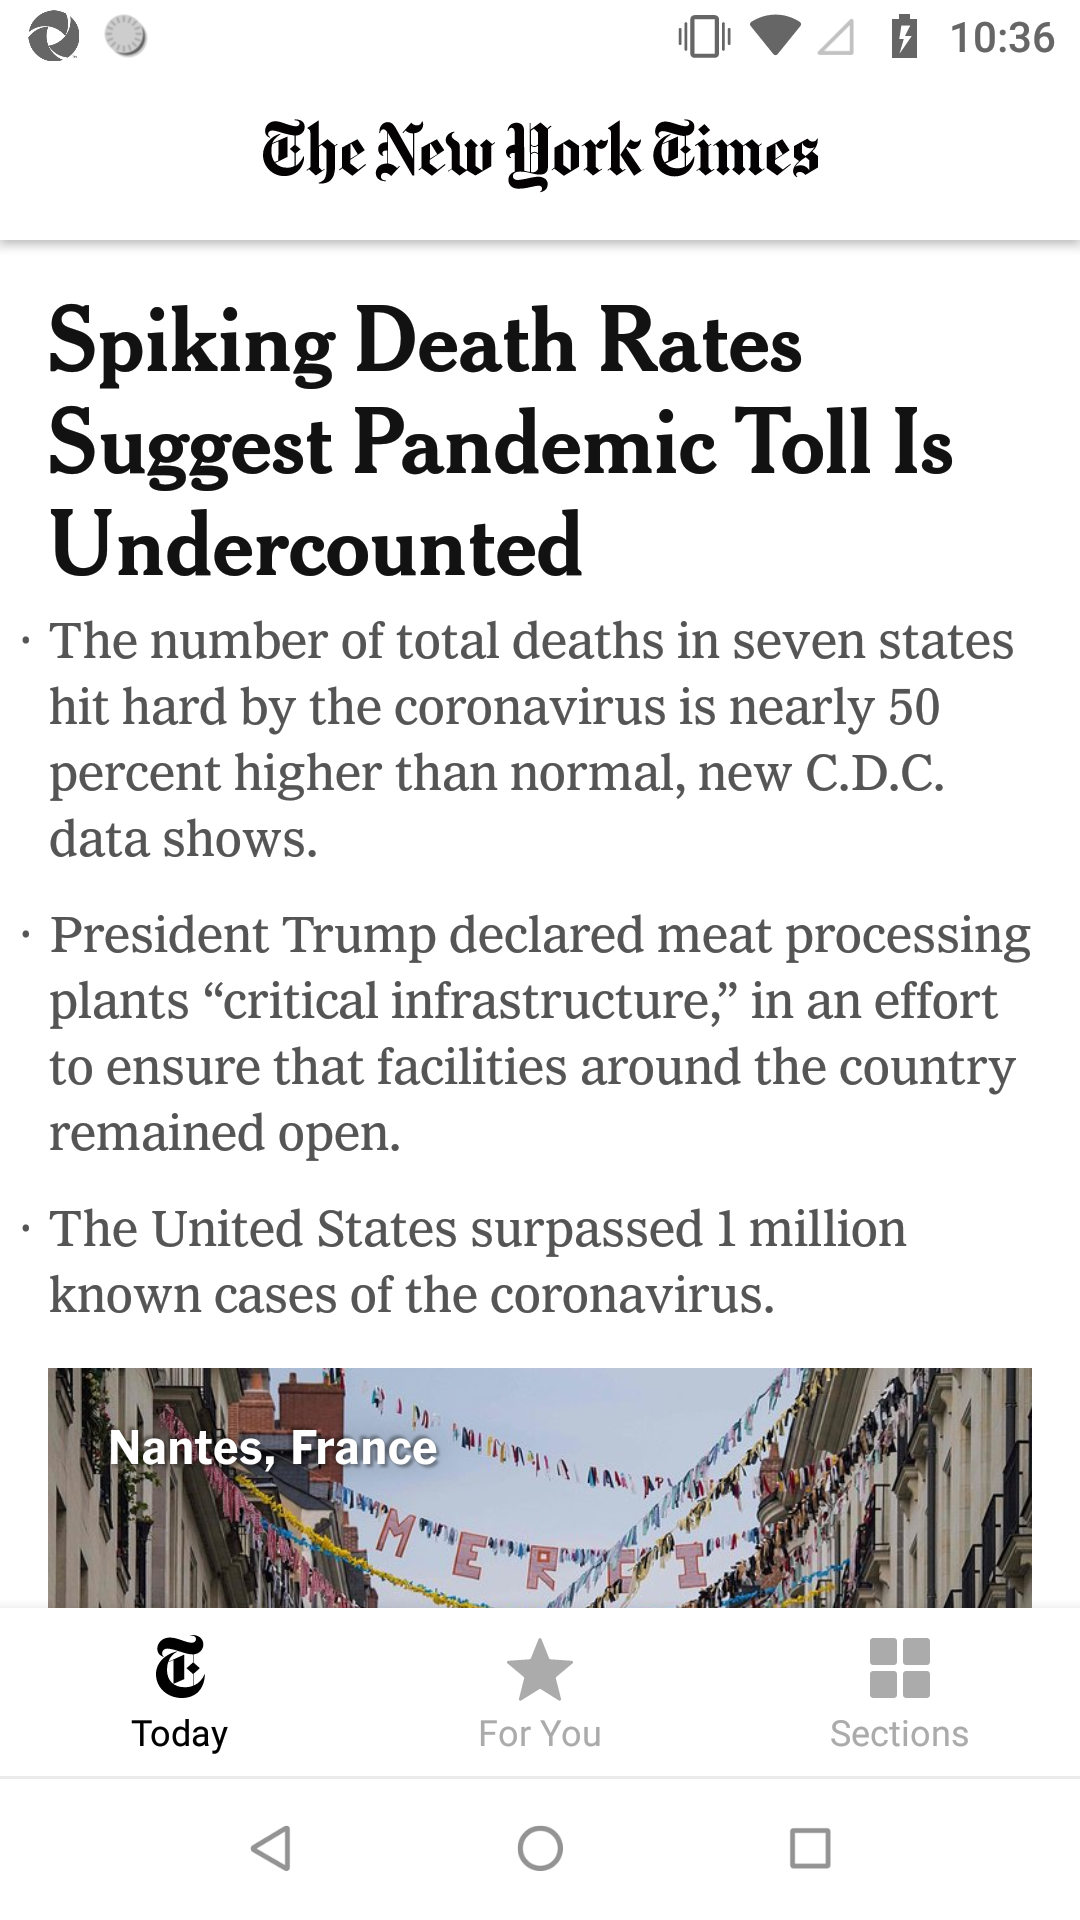 10:36
The New York Times
Spiking Death Rates
Suggest Pandemic Toll Is
Undercounted
· The number of total deaths in seven states
hit hard by the coronavirus is nearly 50
percent higher than normal, new C.D.C.
data shows.
· President Trump declared meat processing
plants “critical infrastructure,” in an effort
to ensure that facilities around the country
remained open.
· The United States surpassed 1 million
known cases of the coronavirus.
Nantes, France
MERCI
T
Today
For You
Sections